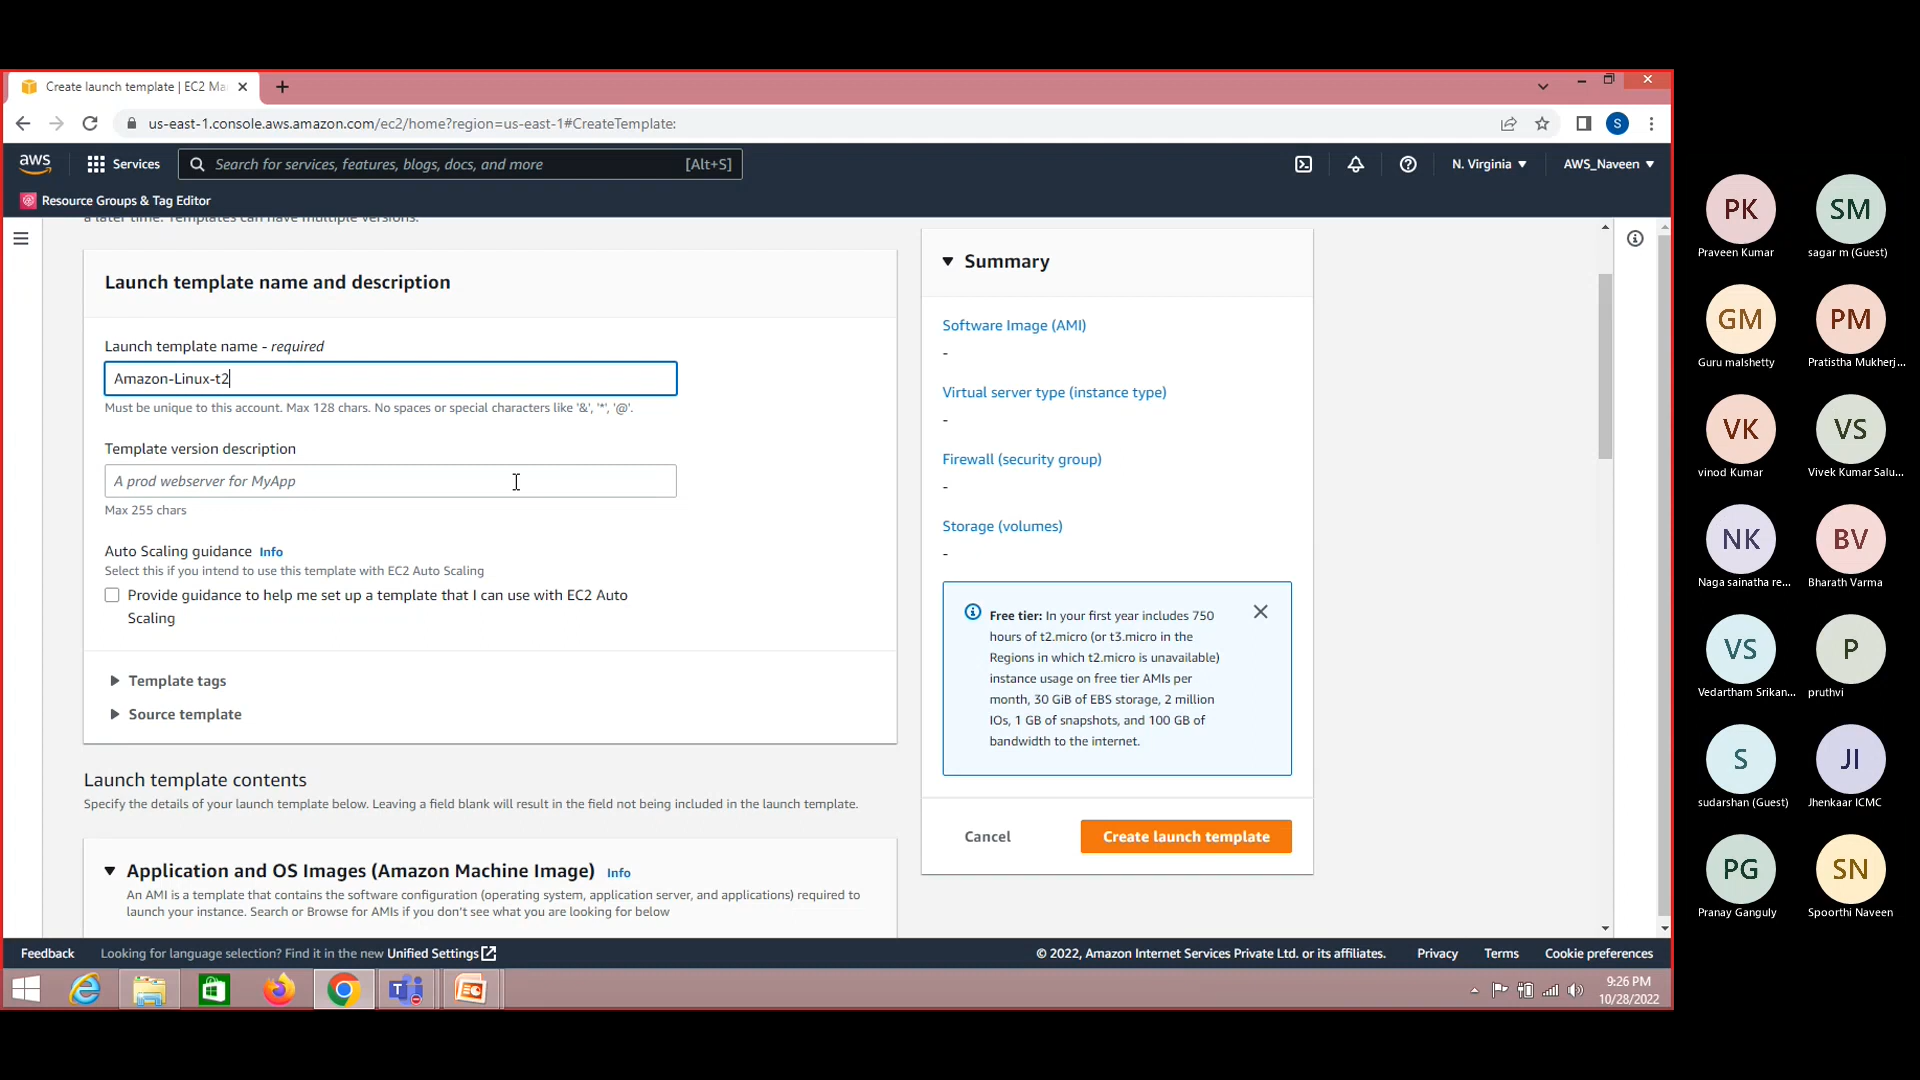 Create launch template | EC2 Ma
us-east-1.console.aws.amazon.com/ec2/home?region=us-east-1#CreateTemplate:
S
aws
Services
Search for services, features, blogs, docs, and more
[Alt+S]
N. Virginia
AWS_Naveen
Resource Groups & Tag Editor
a later time. Templates can have multiple versions.
Launch template name and description
Launch template name - required
Amazon-Linux-t2
Must be unique to this account. Max 128 chars. No spaces or special characters like '&', '*', '@'.
Template version description
A prod webserver for MyApp
Max 255 chars
Auto Scaling guidance Info
Select this if you intend to use this template with EC2 Auto Scaling
Provide guidance to help me set up a template that I can use with EC2 Auto
Scaling
Template tags
Source template
Launch template contents
Specify the details of your launch template below. Leaving a field blank will result in the field not being included in the launch template.
Application and OS Images (Amazon Machine Image) Info
An AMI is a template that contains the software configuration (operating system, application server, and applications) required to
launch your instance. Search or Browse for AMIs if you don't see what you are looking for below
Summary
Software Image (AMI)
-
Virtual server type (instance type)
-
Firewall (security group)
-
Storage (volumes)
-
Free tier: In your first year includes 750
hours of t2.micro (or t3.micro in the
Regions in which t2.micro is unavailable)
instance usage on free tier AMIs per
month, 30 GiB of EBS storage, 2 million
IOs, 1 GB of snapshots, and 100 GB of
bandwidth to the internet.
Cancel
Create launch template
Feedback
Looking for language selection? Find it in the new Unified Settings
© 2022, Amazon Internet Services Private Ltd. or its affiliates.
Privacy
Terms
Cookie preferences
9:26 PM
10/28/2022
PK
Praveen Kumar
SM
sagar m (Guest)
GM
Guru malshetty
PM
Pratistha Mukherj...
VK
vinod Kumar
VS
Vivek Kumar Salu...
NK
Naga sainatha re...
BV
Bharath Varma
VS
Vedartham Srikan...
P
pruthvi
S
sudarshan (Guest)
JI
Jhenkaar ICMC
PG
Pranay Ganguly
SN
Spoorthi Naveen